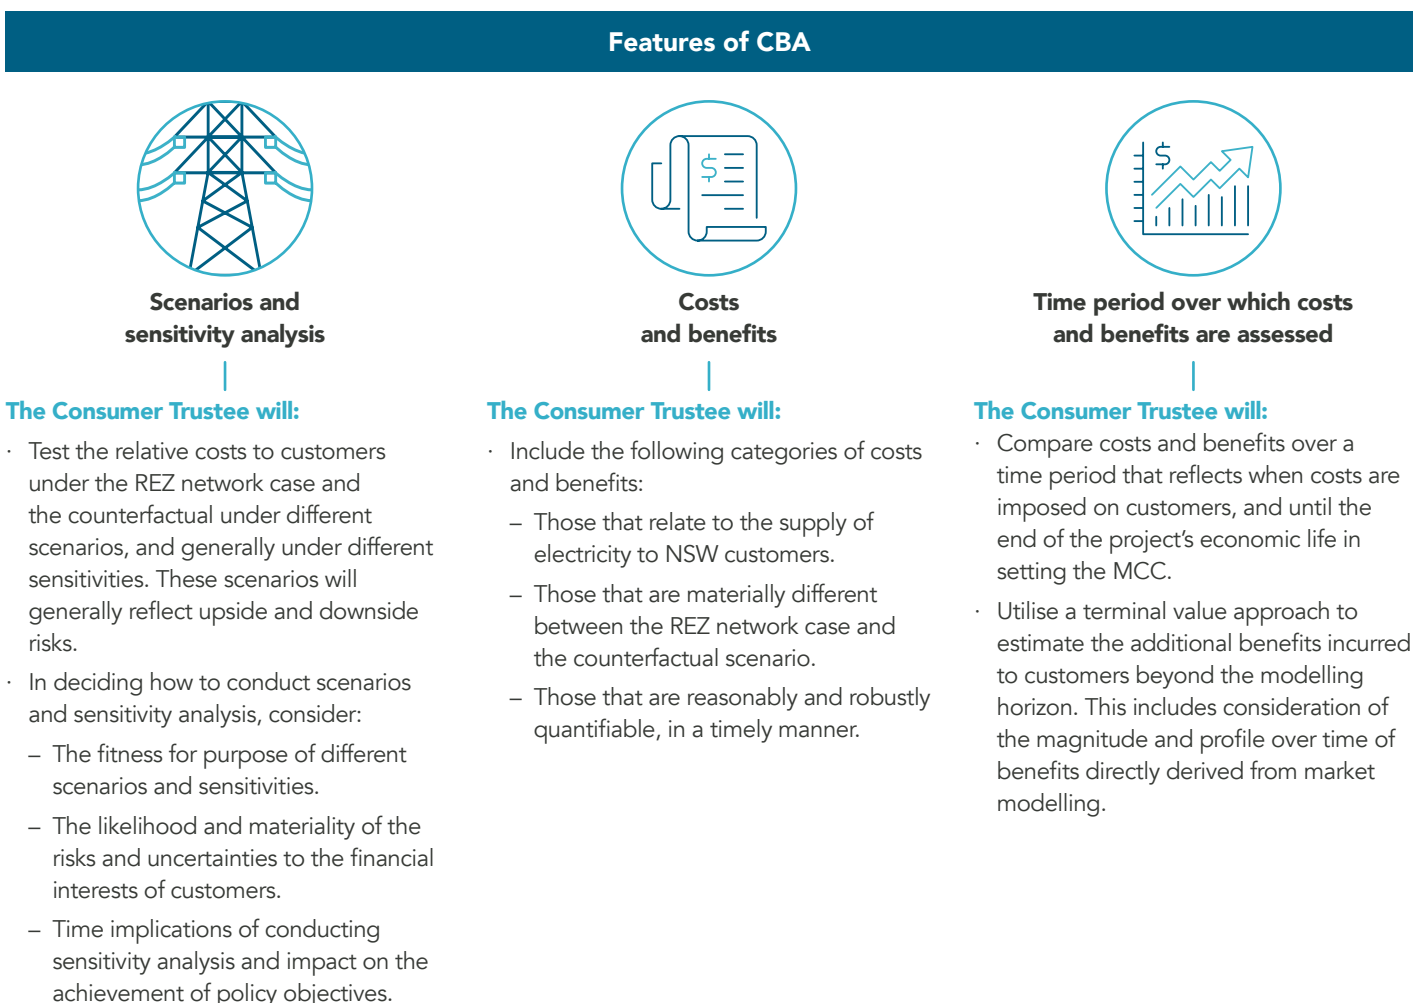 Features of CBA
Scenarios and
sensitivity analysis
The Consumer Trustee will:
· Test the relative costs to customers
under the REZ network case and
the counterfactual under different
scenarios, and generally under different
sensitivities. These scenarios will
generally reflect upside and downside
risks.
· In deciding how to conduct scenarios
and sensitivity analysis, consider:
– The fitness for purpose of different
scenarios and sensitivities.
– The likelihood and materiality of the
risks and uncertainties to the financial
interests of customers.
– Time implications of conducting
sensitivity analysis and impact on the
achievement of policy objectives.
$
Costs
and benefits
The Consumer Trustee will:
· Include the following categories of costs
and benefits:
– Those that relate to the supply of
electricity to NSW customers.
– Those that are materially different
between the REZ network case and
the counterfactual scenario.
– Those that are reasonably and robustly
quantifiable, in a timely manner.
$
Time period over which costs
and benefits are assessed
The Consumer Trustee will:
· Compare costs and benefits over a
time period that reflects when costs are
imposed on customers, and until the
end of the project’s economic life in
setting the MCC.
· Utilise a terminal value approach to
estimate the additional benefits incurred
to customers beyond the modelling
horizon. This includes consideration of
the magnitude and profile over time of
benefits directly derived from market
modelling.